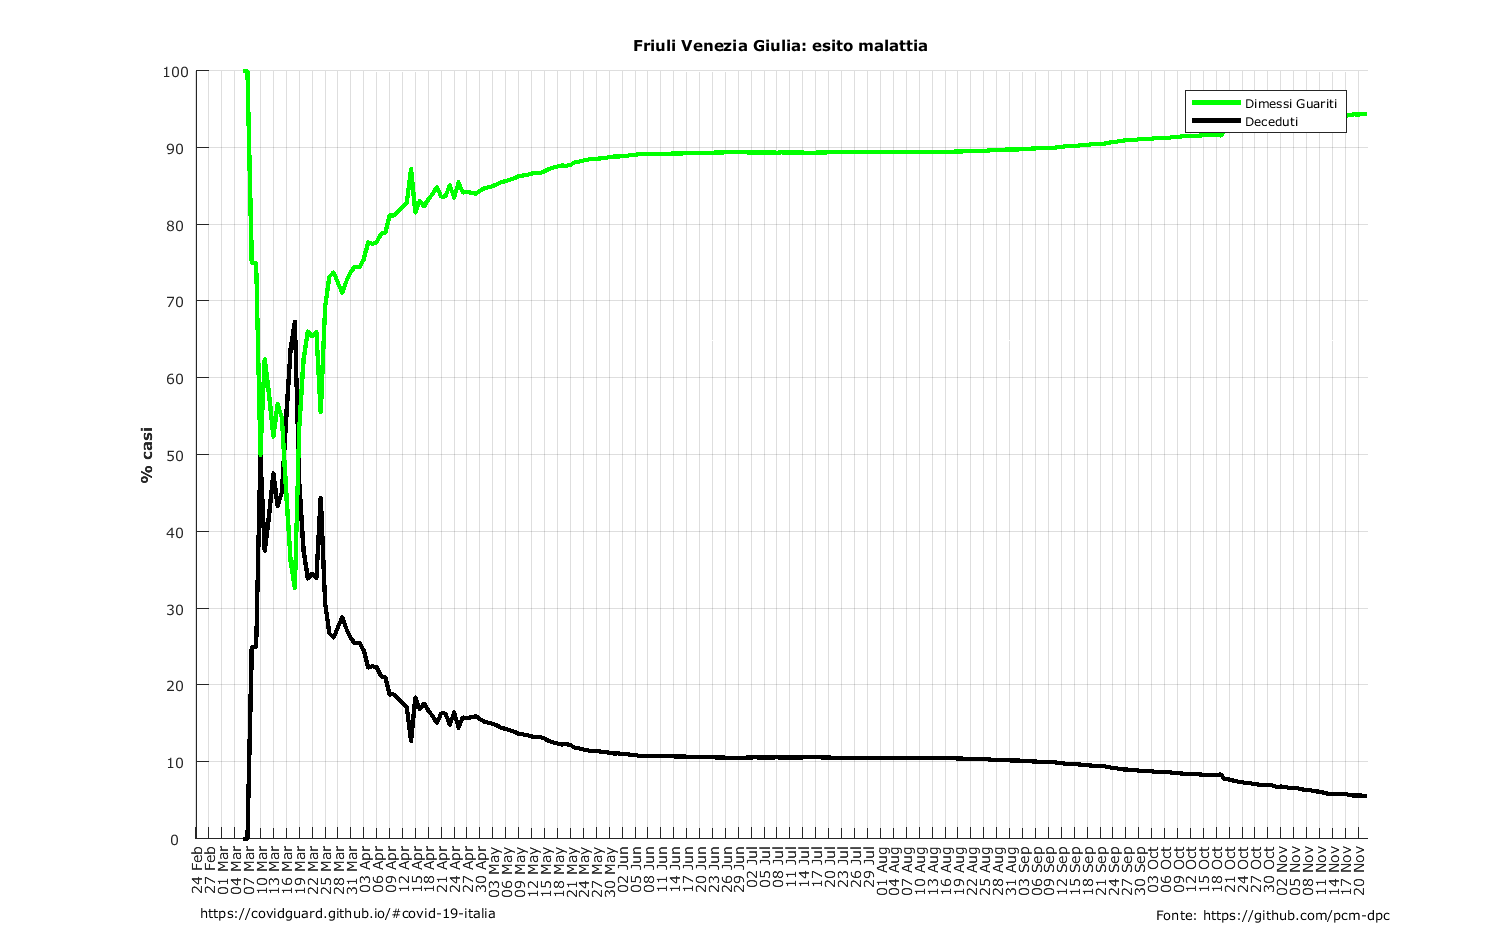 Friuli Venezia Giulia: esito malattia
Dimessi Guariti
Deceduti
% casi
100
90
80
70
60
50
40
30
20
10
0
24 Feb
27 Feb
01 Mar
04 Mar
07 Mar
10 Mar
13 Mar
16 Mar
19 Mar
22 Mar
25 Mar
28 Mar
31 Mar
03 Apr
06 Apr
09 Apr
12 Apr
15 Apr
18 Apr
21 Apr
24 Apr
27 Apr
30 Apr
03 May
06 May
09 May
12 May
15 May
18 May
21 May
24 May
27 May
30 May
02 Jun
05 Jun
08 Jun
11 Jun
14 Jun
17 Jun
20 Jun
23 Jun
26 Jun
29 Jun
02 Jul
05 Jul
08 Jul
11 Jul
14 Jul
17 Jul
20 Jul
23 Jul
26 Jul
29 Jul
01 Aug
04 Aug
07 Aug
10 Aug
13 Aug
16 Aug
19 Aug
22 Aug
25 Aug
28 Aug
31 Aug
03 Sep
06 Sep
09 Sep
12 Sep
15 Sep
18 Sep
21 Sep
24 Sep
27 Sep
30 Sep
03 Oct
06 Oct
09 Oct
12 Oct
15 Oct
18 Oct
21 Oct
24 Oct
27 Oct
30 Oct
02 Nov
05 Nov
08 Nov
11 Nov
14 Nov
17 Nov
20 Nov
https://covidguard.github.io/#covid-19-italia
Fonte: https://github.com/pcm-dpc